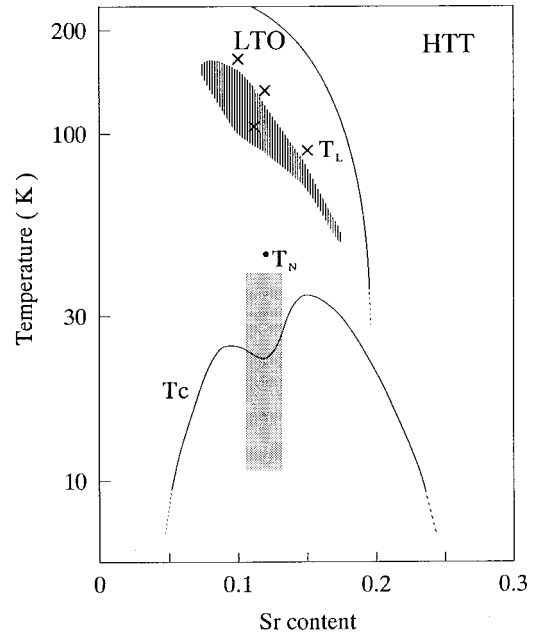 200
LTO
HTT
100
T_L
Temperature ( K )
T_N
30
Tc
10
0
0.1
0.2
0.3
Sr content